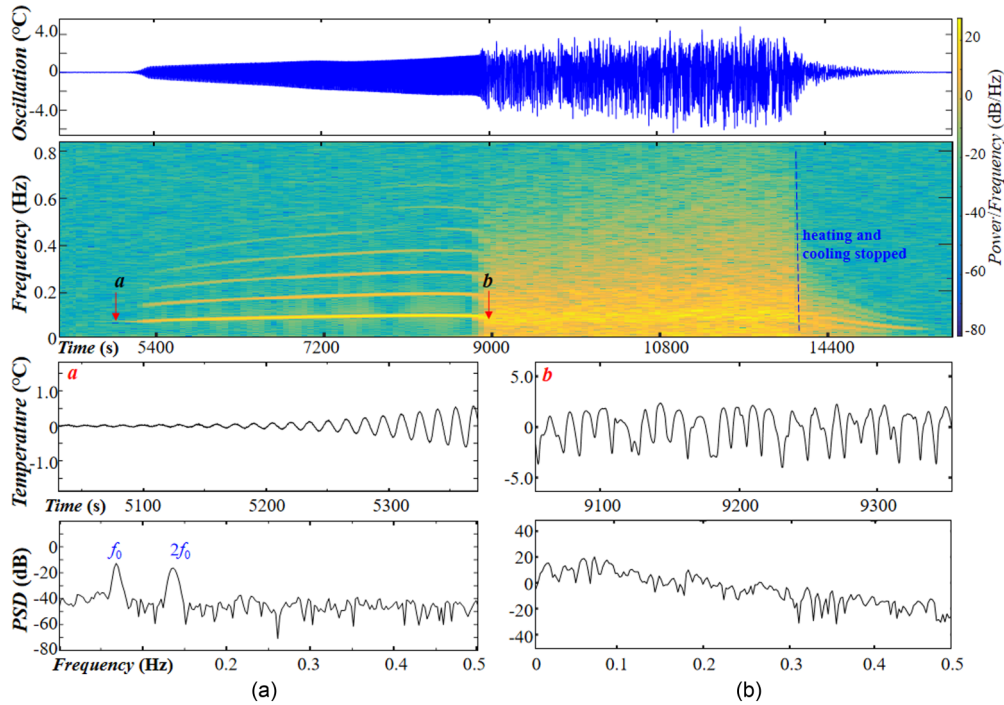 Oscillation (°C)
4.0
0
-4.0
20
0
-20
-40
-60
-80
Power/Frequency (dB/Hz)
Frequency (Hz)
0.8
0.6
0.4
0.2
0
a
b
heating and
cooling stopped
Time (s)
5400
7200
9000
10800
14400
Temperature (°C)
a
1.0
0
-1.0
Time (s)
5100
5200
5300
b
5.0
0
-5.0
9100
9200
9300
PSD (dB)
0
-20
-40
-60
-80
f₀
2f₀
Frequency (Hz)
0.2
0.3
0.4
0.5
20
0
-20
-40
0
0.1
0.2
0.3
0.4
0.5
(a)
(b)